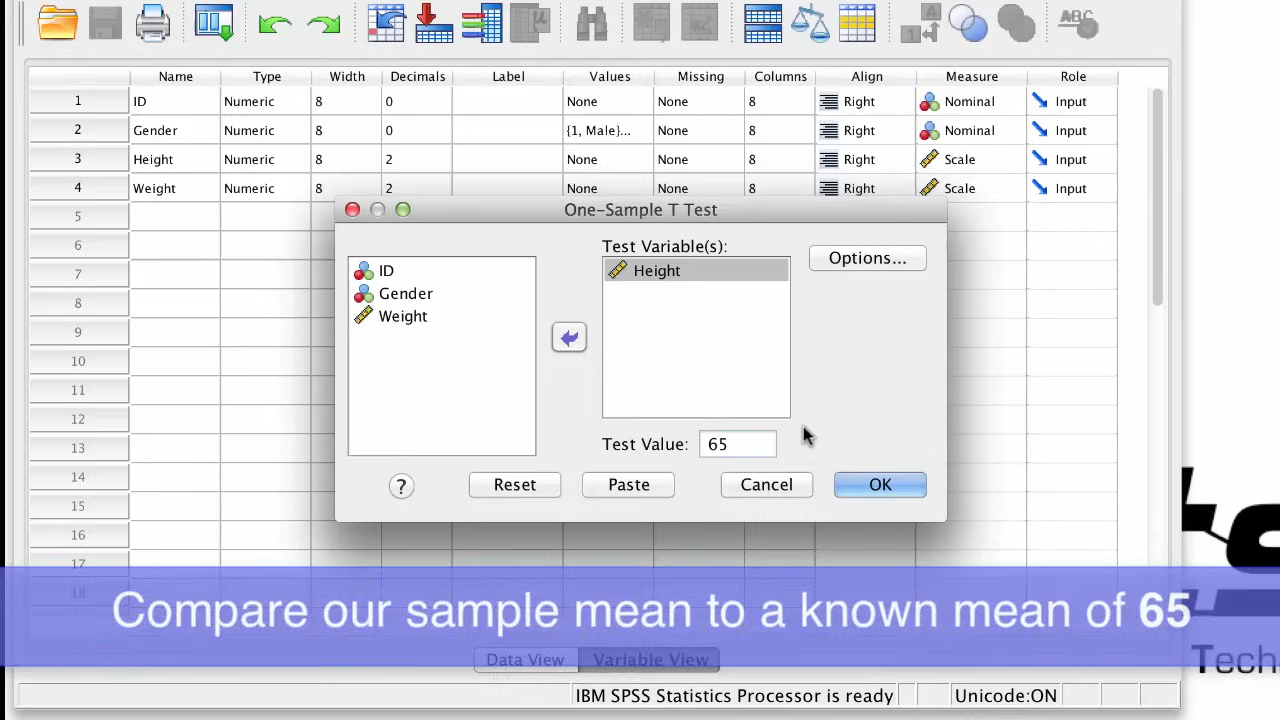 Name Type Width Decimals Label Values Missing Columns Align Measure Role
1 ID Numeric 8 0 None None 8 Right Nominal Input
2 Gender Numeric 8 0 {1, Male}... None 8 Right Nominal Input
3 Height Numeric 8 2 None None 8 Right Scale Input
4 Weight Numeric 8 2 None None 8 Right Scale Input
5
6
7
8
9
10
11
12
13
14
15
16
17
18
One-Sample T Test
Test Variable(s):
Options...
ID
Gender
Weight
Height
Test Value: 65
? Reset Paste Cancel OK
Compare our sample mean to a known mean of 65
Data View Variable View
Tech
IBM SPSS Statistics Processor is ready Unicode:ON
ABC
A